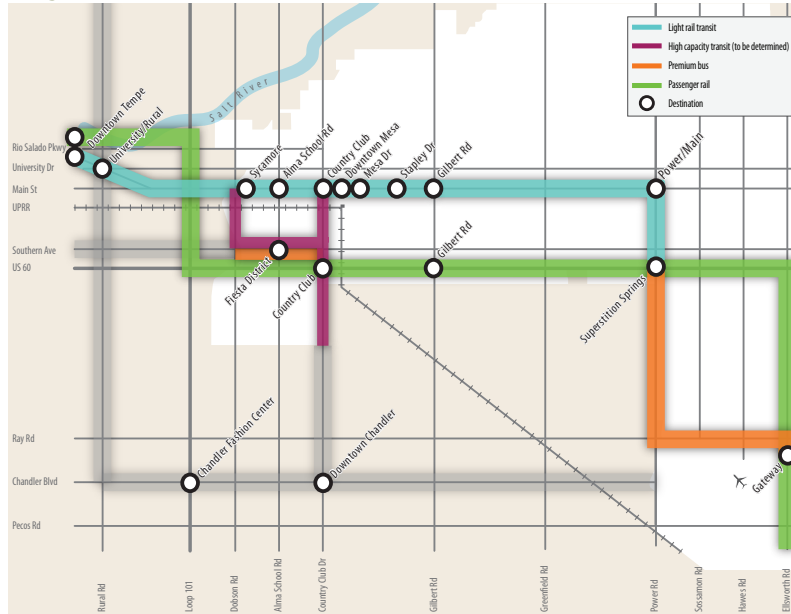 Light rail transit
High capacity transit (to be determined)
Premium bus
Passenger rail
Destination
Salt River
Downtown Tempe
University/Rural
Sycamore
Alma School/Rd
Country Club
Downtown Mesa
Mesa Dr
Stapley Dr
Gilbert Rd
Power/Main
Rio Salado Pkwy
University Dr
Main St
UPRR
Southern Ave
US 60
Fiesta District
Country Club
Gilbert Rd
Superstition Springs
Ray Rd
Chandler Fashion Center
Downtown Chandler
Gateway
Chandler Blvd
Pecos Rd
Rural Rd
Loop 101
Dobson Rd
Alma School Rd
Country Club Dr
Gilbert Rd
Greenfield Rd
Power Rd
Sossamon Rd
Hawes Rd
Ellsworth Rd